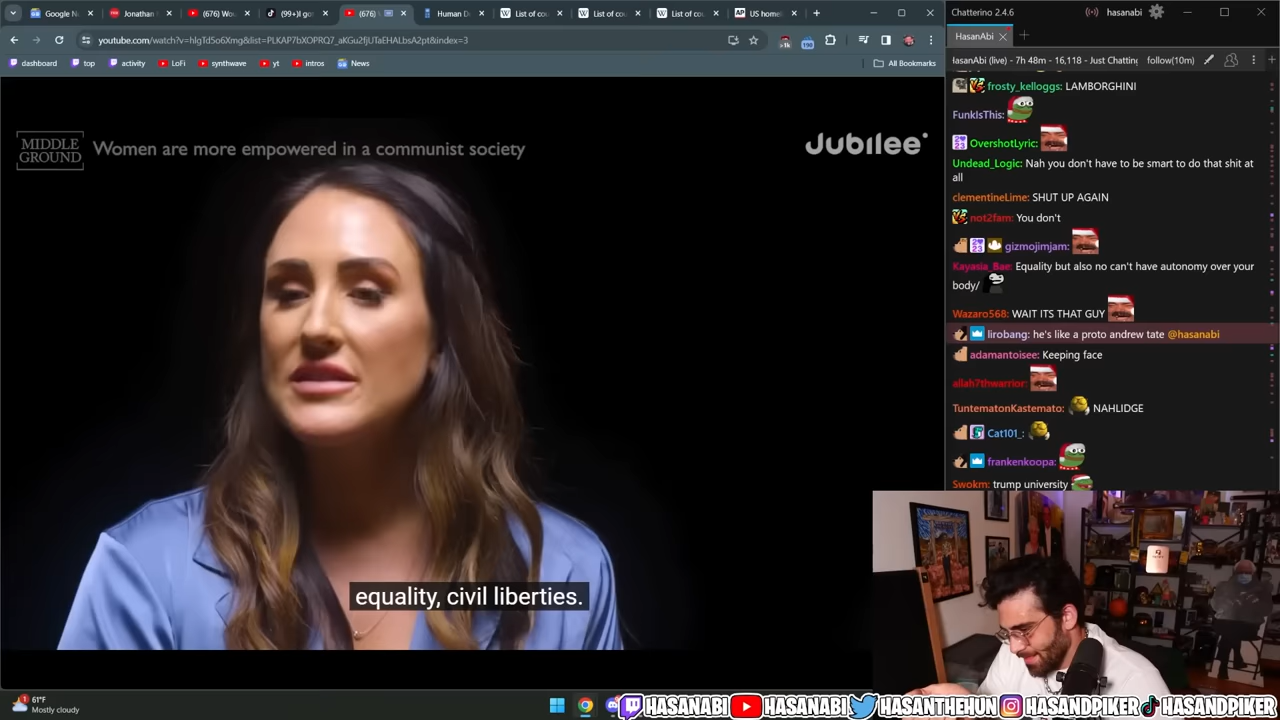 Google N
Jonathan
(676) Wo
(99+)I go
(676)
Human D
List of co
List of cou
List of co
US home
youtube.com/watch?v=hIgTd5o6Xmg&list=PLKAP7bXOPRQ7_aKGu2fjUTaEHALbsA2pt&index=3
dashboard
top
activity
LoFi
synthwave
yt
intros
News
All Bookmarks
MIDDLE
GROUND
Women are more empowered in a communist society
Jubilee
equality, civil liberties.
Chatterino 2.4.6
hasanabi
HasanAbi
HasanAbi (live) - 7h 48m - 16,118 - Just Chatting
follow(10m)
frosty_kelloggs: LAMBORGHINI
FunkIsThis:
OvershotLyric:
Undead_Logic: Nah you don't have to be smart to do that shit at
all
clementineLime: SHUT UP AGAIN
not2fam: You don't
gizmojimjam:
Kayasia_Bae: Equality but also no can't have autonomy over your
body/
Wazaro568: WAIT ITS THAT GUY
lirobang: he's like a proto andrew tate @hasanabi
adamantoisee: Keeping face
allah7thwarrior:
TuntematonKastemato: NAHLIDGE
Cat101_:
frankenkoopa:
Swokm: trump university
61°F
Mostly cloudy
HASANABI
HASANABI
HASANTHEHUN
HASANDPIKER
HASANDPIKER